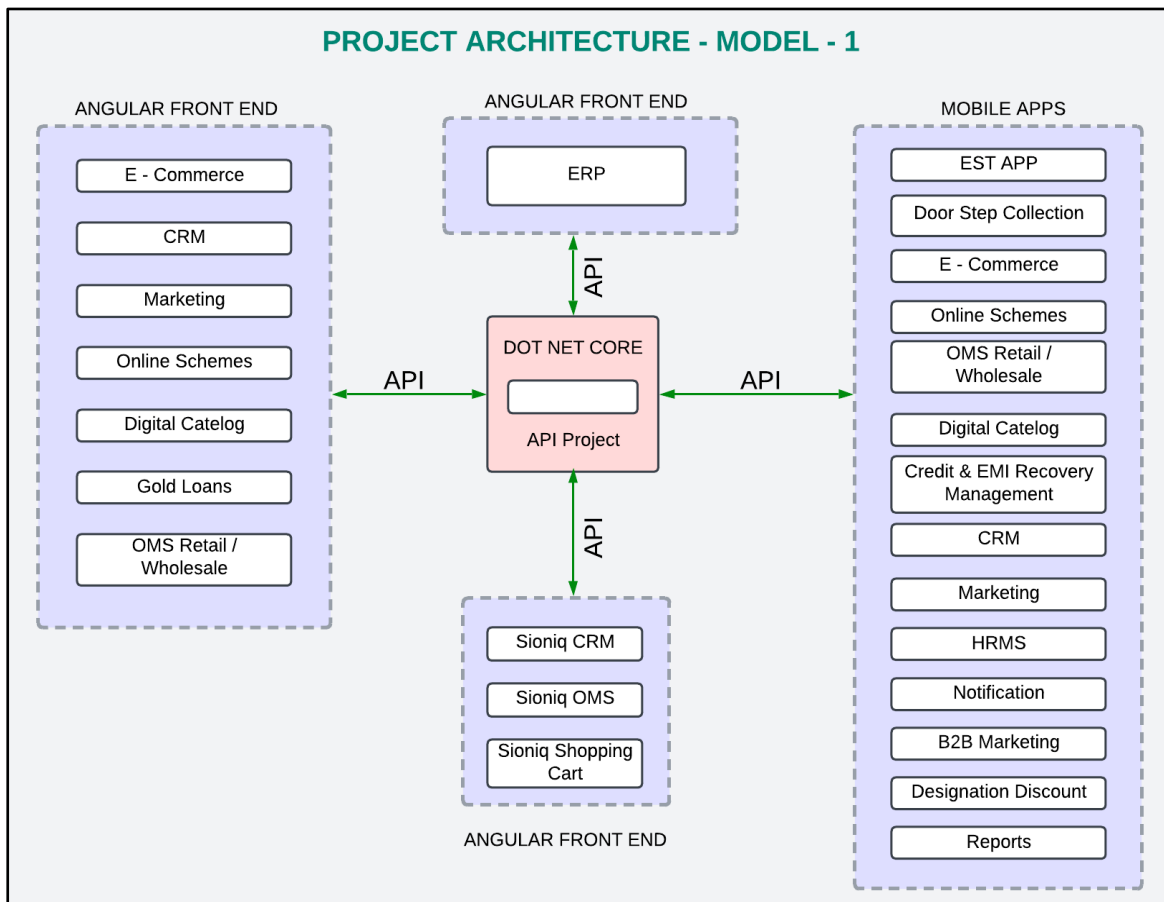 PROJECT ARCHITECTURE - MODEL - 1
ANGULAR FRONT END
E - Commerce
CRM
Marketing
Online Schemes
Digital Catelog
Gold Loans
OMS Retail /
Wholesale
ANGULAR FRONT END
ERP
API
API
DOT NET CORE
API Project
API
API
Sioniq CRM
Sioniq OMS
Sioniq Shopping
Cart
ANGULAR FRONT END
MOBILE APPS
EST APP
Door Step Collection
E - Commerce
Online Schemes
OMS Retail /
Wholesale
Digital Catelog
Credit & EMI Recovery
Management
CRM
Marketing
HRMS
Notification
B2B Marketing
Designation Discount
Reports